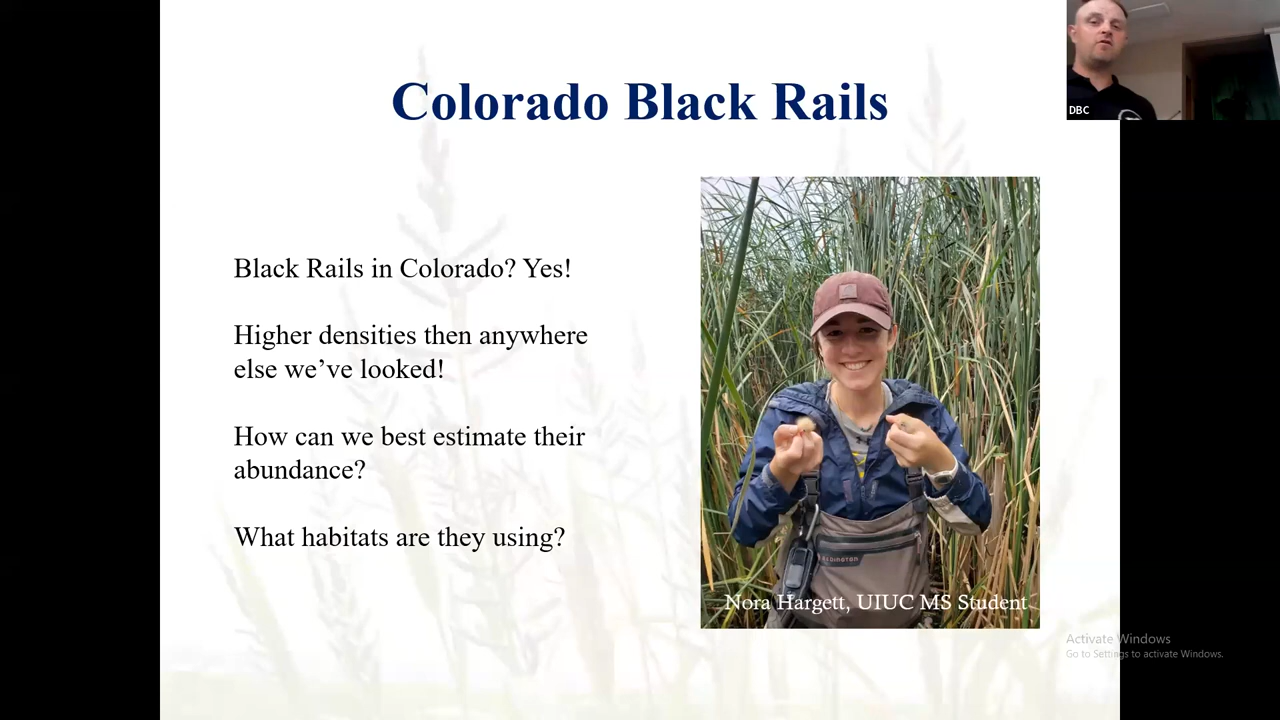 DBC
Colorado Black Rails
Black Rails in Colorado? Yes!
Higher densities then anywhere
else we’ve looked!
How can we best estimate their
abundance?
What habitats are they using?
Nora Hargett, UIUC MS Student
Activate Windows
Go to Settings to activate Windows.